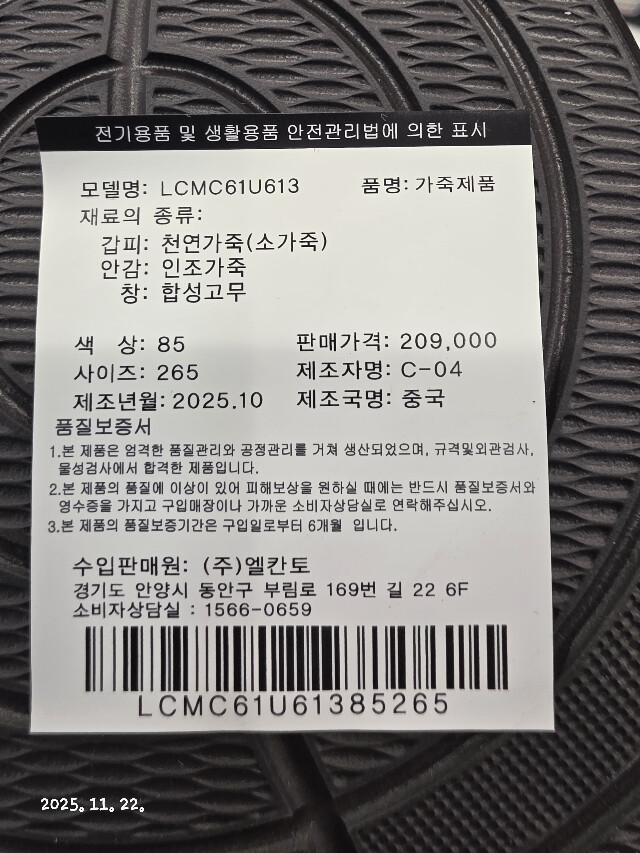 전기용품 및 생활용품 안전관리법에 의한 표시
모델명: LCMC61U613 품명: 가죽제품
재료의 종류:
갑피: 천연가죽(소가죽)
안감: 인조가죽
창: 합성고무
색 상: 85 판매가격: 209,000
사이즈: 265 제조자명: C-04
제조년월: 2025.10 제조국명: 중국
품질보증서
1.본 제품은 엄격한 품질관리와 공정관리를 거쳐 생산되었으며, 규격및외관검사,
물성검사에서 합격한 제품입니다.
2.본 제품의 품질에 이상이 있어 피해보상을 원하실 때에는 반드시 품질보증서와
영수증을 가지고 구입매장이나 가까운 소비자상담실로 연락해주십시오.
3.본 제품의 품질보증기간은 구입일로부터 6개월 입니다.
수입판매원: (주)엘칸토
경기도 안양시 동안구 부림로 169번 길 22 6F
소비자상담실 : 1566-0659
LCMC61U61385265
2025. 11. 22.